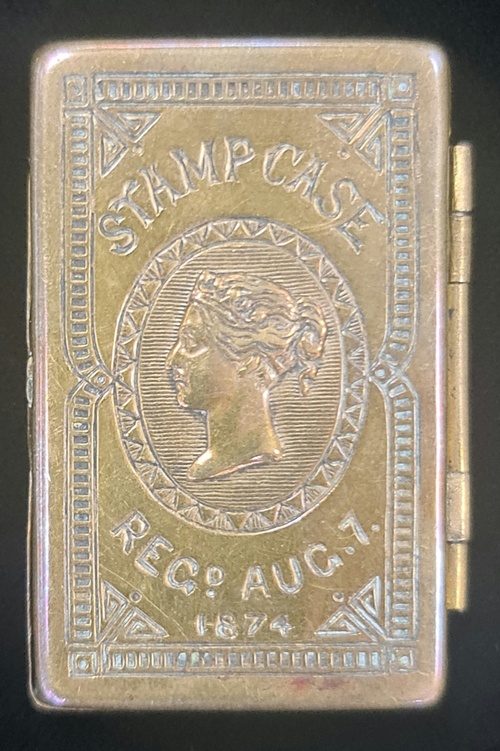 STAMP CASE
REGD AUG. 7.
1874